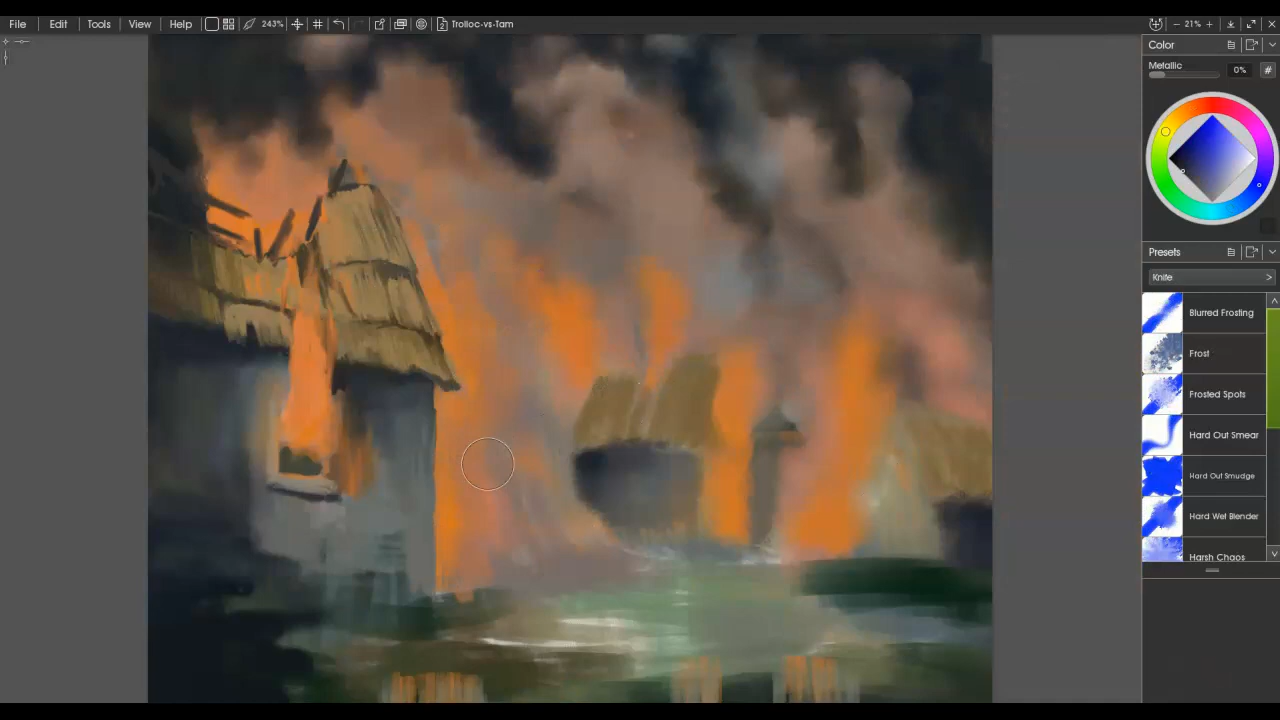 File Edit Tools View Help 243% Trolloc-vs-Tam 21%
Color
Metallic 0% #
Presets
Knife >
Blurred Frosting
Frost
Frosted Spots
Hard Out Smear
Hard Out Smudge
Hard Wet Blender
Harsh Chaos